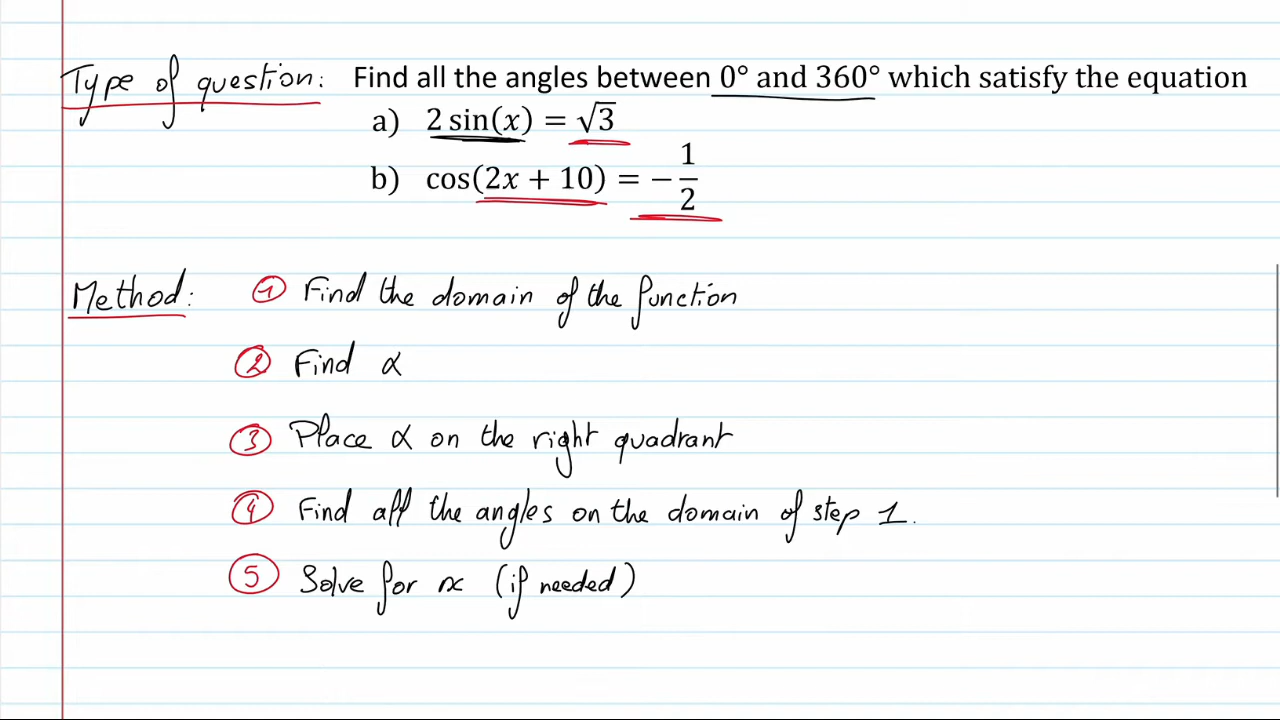 Type of question: Find all the angles between 0° and 360° which satisfy the equation
a) 2 sin(x) = √3
b) cos(2x + 10) = −1/2
Method: ① Find the domain of the function
② Find α
③ Place α on the right quadrant
④ Find all the angles on the domain of step 1.
⑤ Solve for x (if needed)